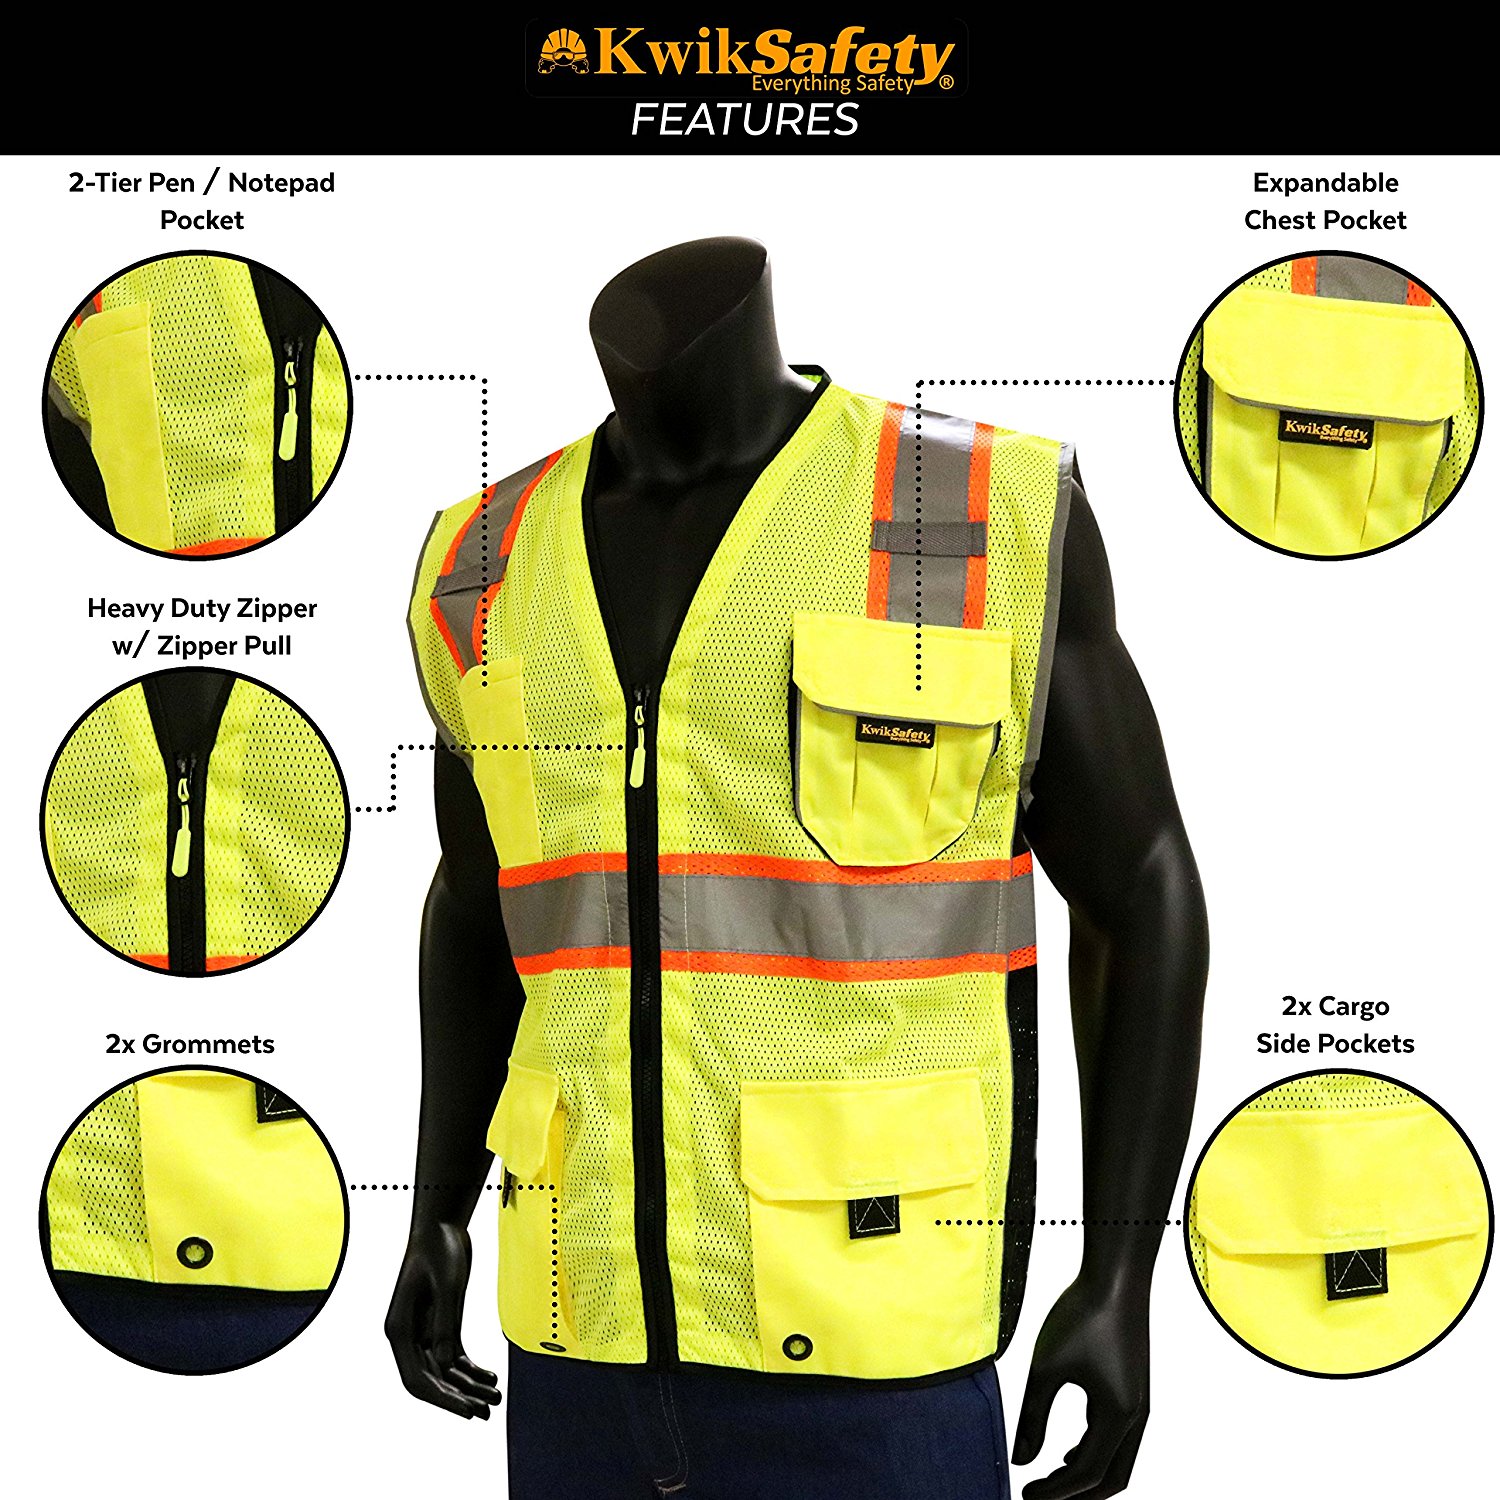 KwikSafety
Everything Safety®
FEATURES
2-Tier Pen / Notepad
Pocket
Expandable
Chest Pocket
KwikSafety
Everything Safety
Heavy Duty Zipper
w/ Zipper Pull
KwikSafety
Everything Safety
2x Grommets
2x Cargo
Side Pockets